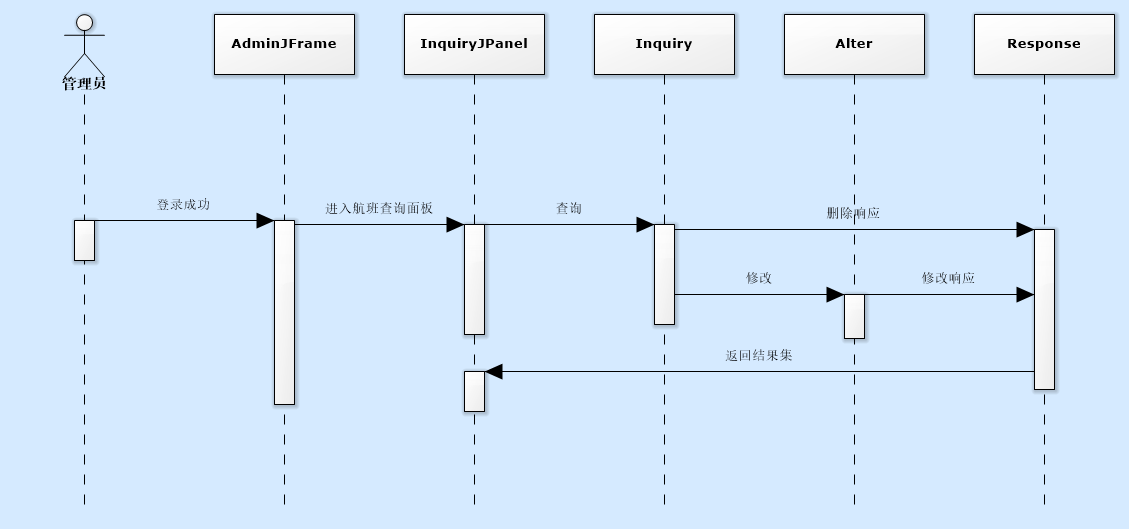 管理员
AdminJFrame
InquiryJPanel
Inquiry
Alter
Response
登录成功
进入航班查询面板
查询
删除响应
修改
修改响应
返回结果集